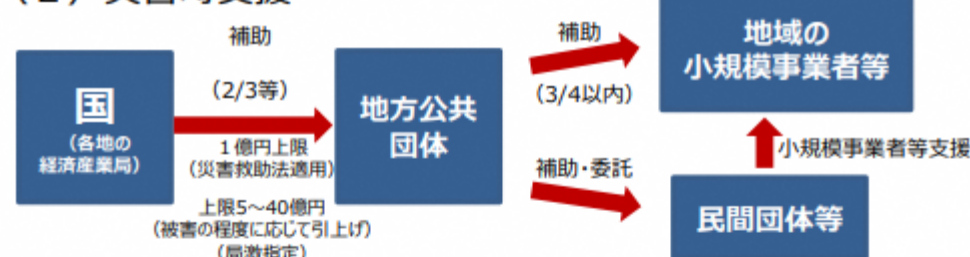 補助
(2/3等)
国
(各地の
経済産業局)
1億円上限
(災害救助法適用)
上限5~40億円
(被害の程度に応じて引上げ)
(局激指定)
地方公共
団体
補助
(3/4以内)
補助・委託
地域の
小規模事業者等
小規模事業者等支援
民間団体等